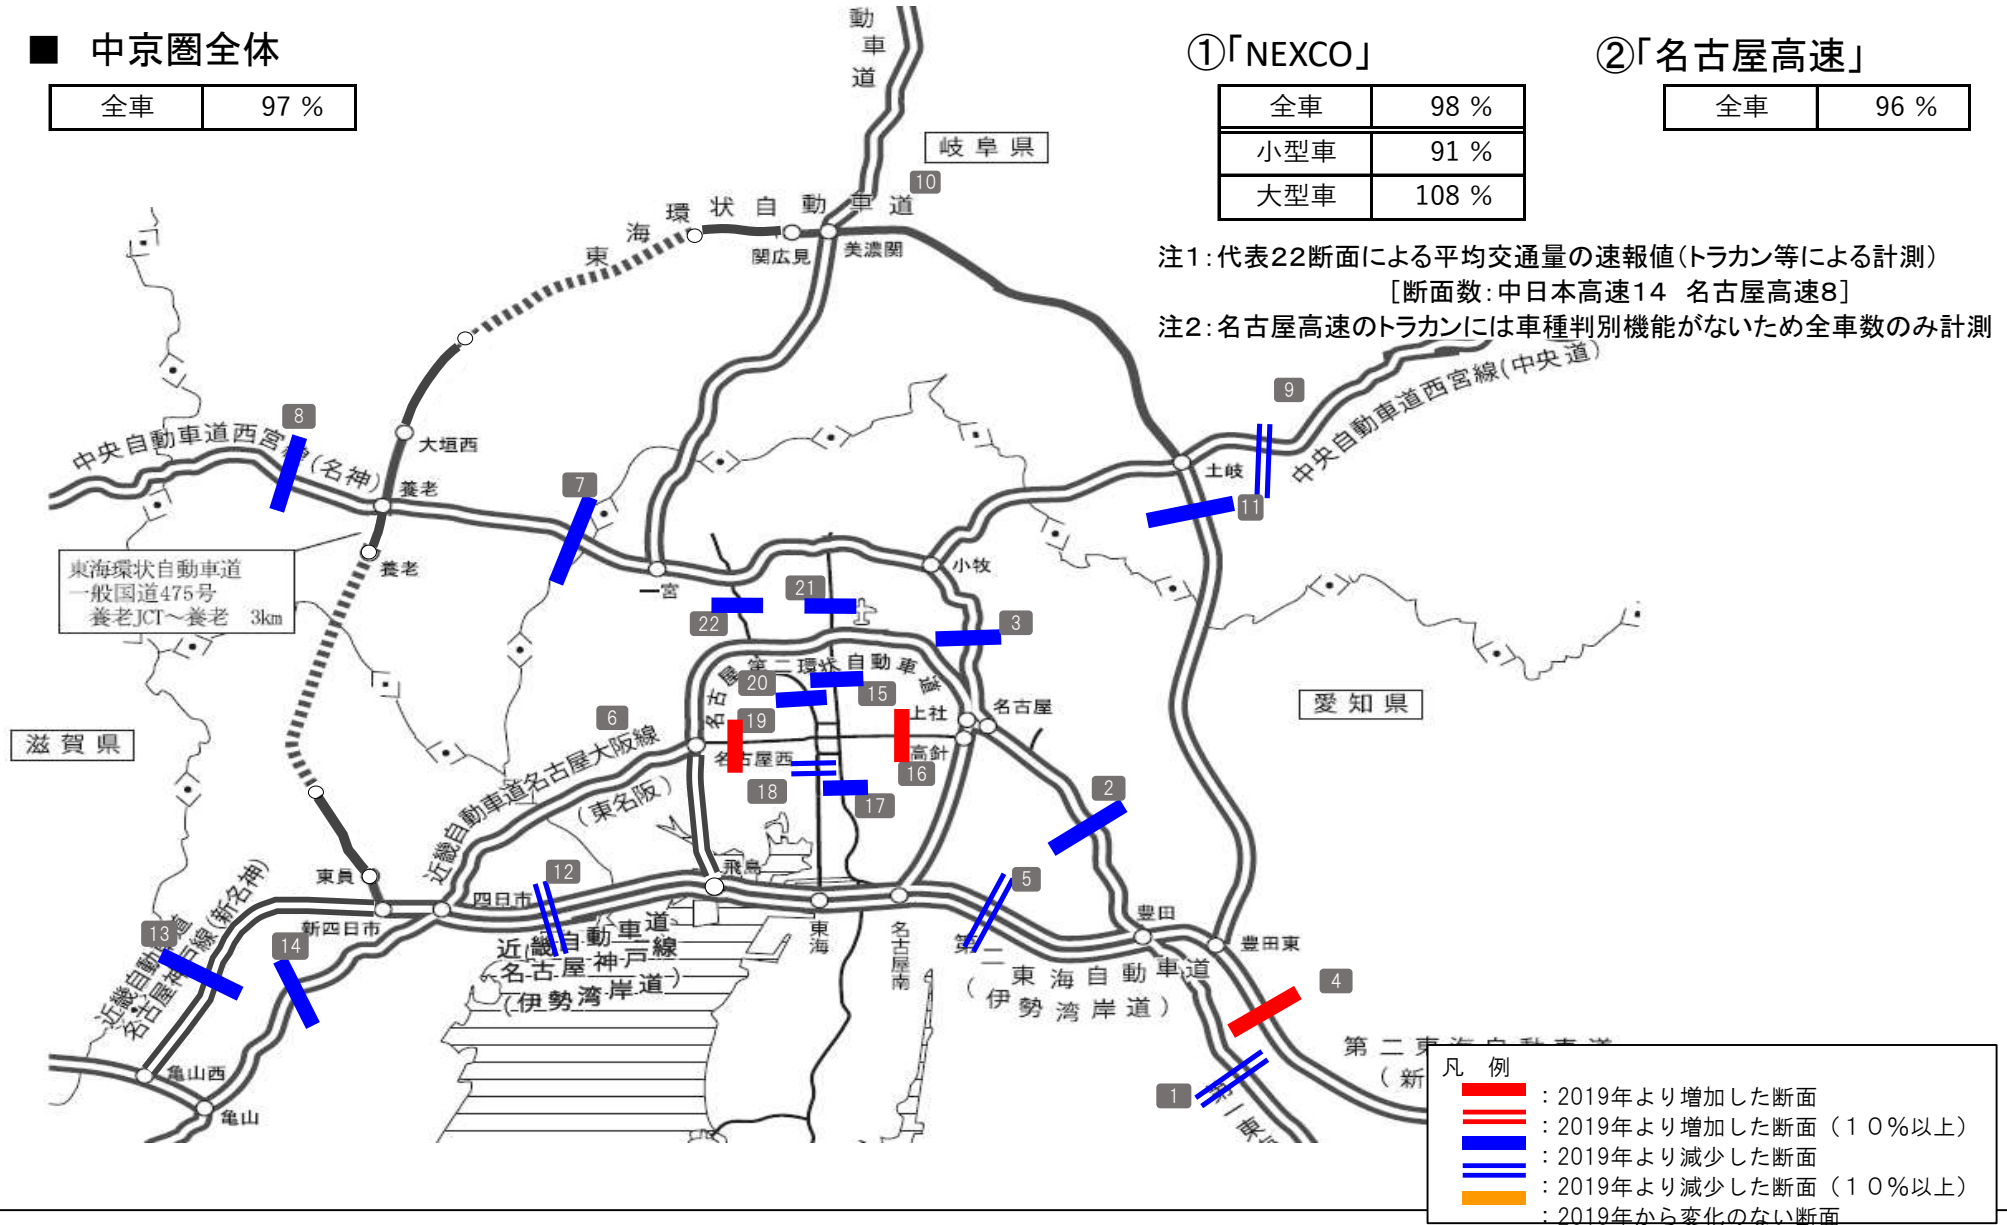 ■ 中京圏全体
全車 97 %
①「NEXCO」
全車 98 %
小型車 91 %
大型車 108 %
②「名古屋高速」
全車 96 %
注1：代表22断面による平均交通量の速報値（トラカン等による計測）
［断面数：中日本高速14 名古屋高速8］
注2：名古屋高速のトラカンには車種判別機能がないため全車数のみ計測
動車道
岐阜県
10
東海環状自動車道
関広見
美濃関
9
中央自動車道西宮線(中央道)
8
中央自動車道西宮線(名神)
大垣西
養老
7
土岐
11
養老
東海環状自動車道
一般国道475号
養老JCT～養老 3km
一宮
小牧
21
22
3
名古屋第二環状自動車道
20
15
19
上社
名古屋
愛知県
滋賀県
6
近畿自動車道名古屋大阪線
(東名阪)
名古屋西
高針
16
18
17
2
飛島
12
5
東員
四日市
新四日市
豊田
豊田東
東海
名古屋南
13
14
近畿自動車道
名古屋神戸線(新名神)
近畿自動車道
名古屋神戸線
(伊勢湾岸道)
第二東海自動車道
(伊勢湾岸道)
4
亀山西
亀山
1
第一東
第二東海自動車道
(新
凡 例
：2019年より増加した断面
：2019年より増加した断面（１０%以上）
：2019年より減少した断面
：2019年より減少した断面（１０%以上）
：2019年から変化のない断面